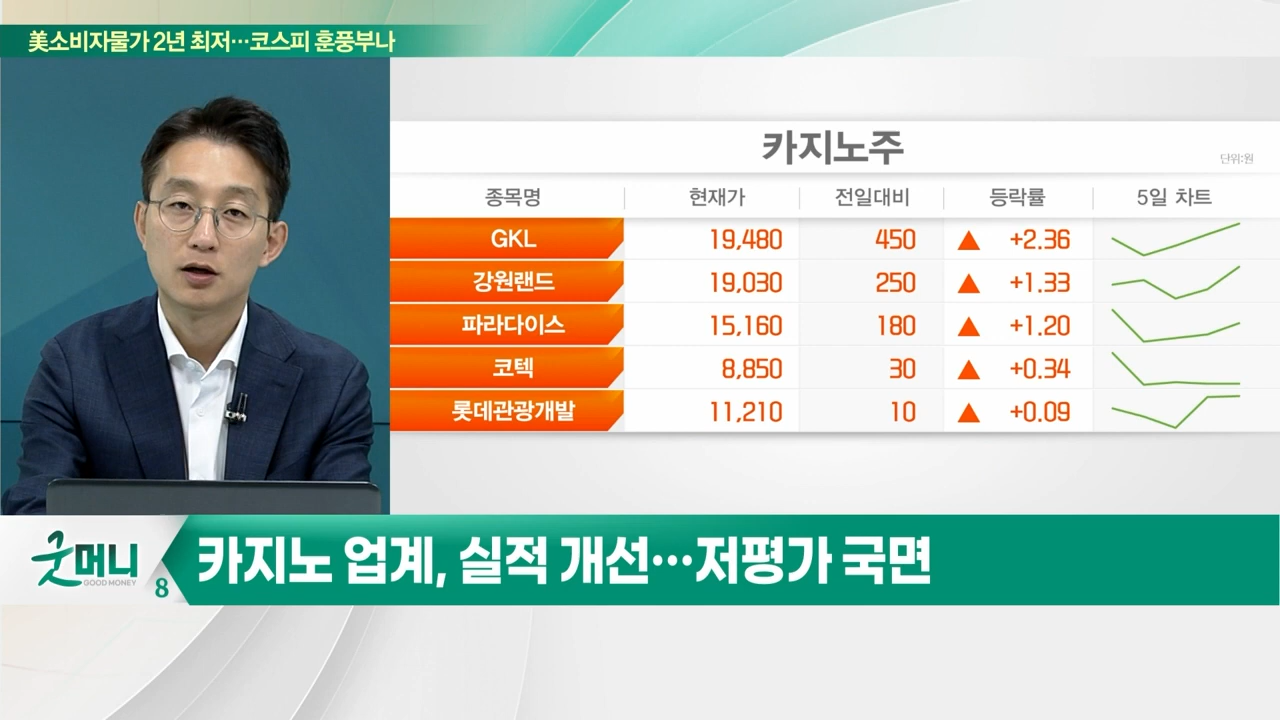 美소비자물가 2년 최저…코스피 훈풍부나
카지노주
단위:원
종목명 현재가 전일대비 등락률 5일 차트
GKL 19,480 450 ▲ +2.36
강원랜드 19,030 250 ▲ +1.33
파라다이스 15,160 180 ▲ +1.20
코텍 8,850 30 ▲ +0.34
롯데관광개발 11,210 10 ▲ +0.09
굿머니
GOOD MONEY
8
카지노 업계, 실적 개선…저평가 국면